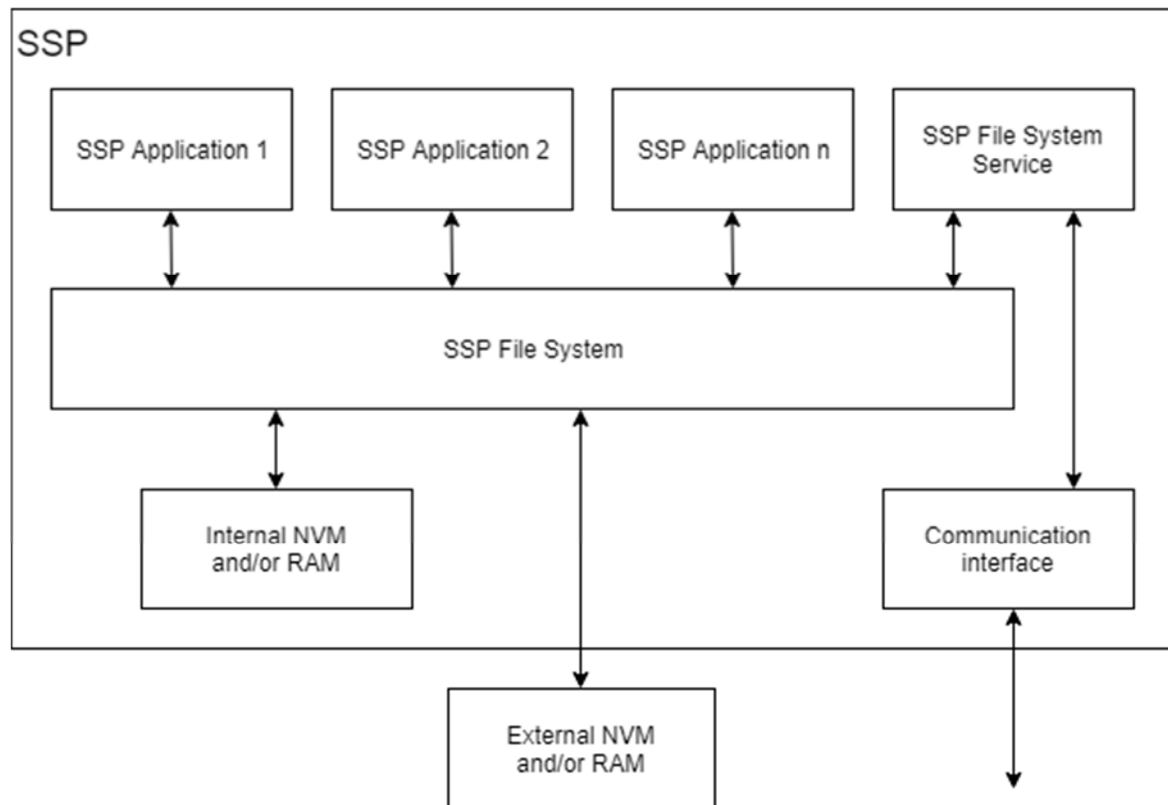 SSP
SSP Application 1
SSP Application 2
SSP Application n
SSP File System
Service
SSP File System
Internal NVM
and/or RAM
Communication
interface
External NVM
and/or RAM